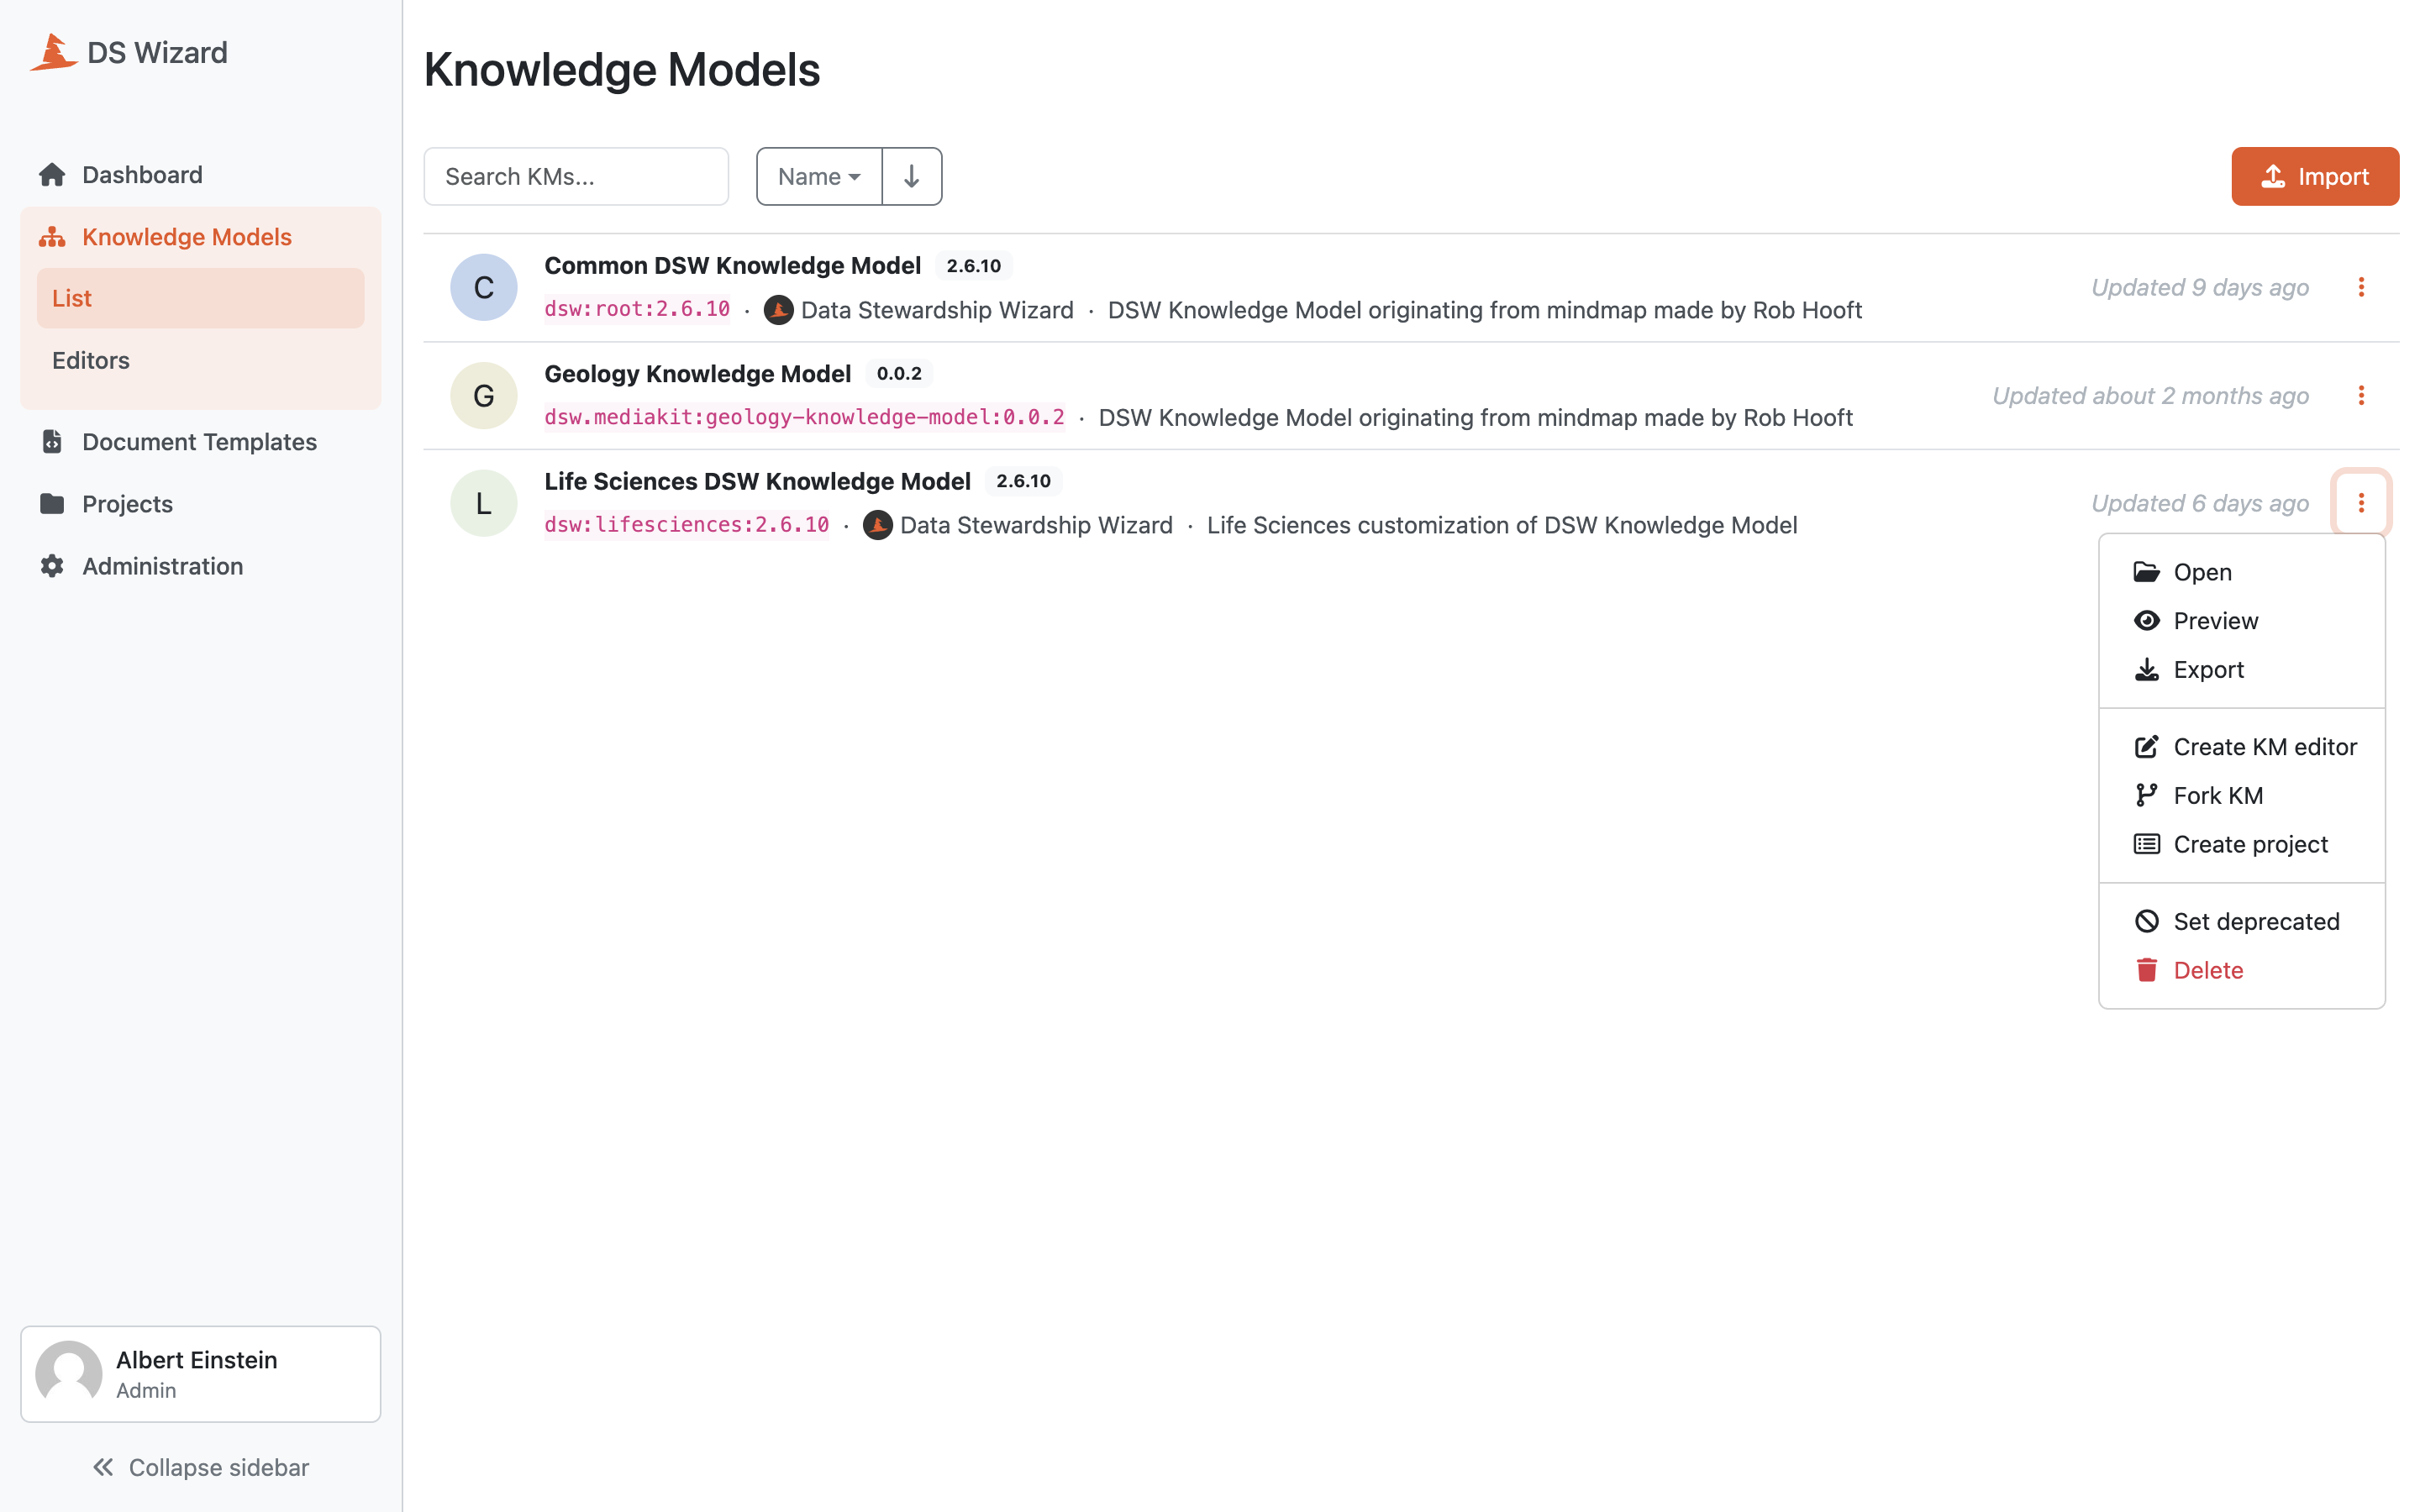 DS Wizard
Dashboard
Knowledge Models
List
Editors
Document Templates
Projects
Administration
Albert Einstein
Admin
Collapse sidebar
Knowledge Models
Search KMs...
Name
Import
C
Common DSW Knowledge Model 2.6.10
dsw:root:2.6.10 · Data Stewardship Wizard · DSW Knowledge Model originating from mindmap made by Rob Hooft
Updated 9 days ago
G
Geology Knowledge Model 0.0.2
dsw.mediakit:geology-knowledge-model:0.0.2 · DSW Knowledge Model originating from mindmap made by Rob Hooft
Updated about 2 months ago
L
Life Sciences DSW Knowledge Model 2.6.10
dsw:lifesciences:2.6.10 · Data Stewardship Wizard · Life Sciences customization of DSW Knowledge Model
Updated 6 days ago
Open
Preview
Export
Create KM editor
Fork KM
Create project
Set deprecated
Delete